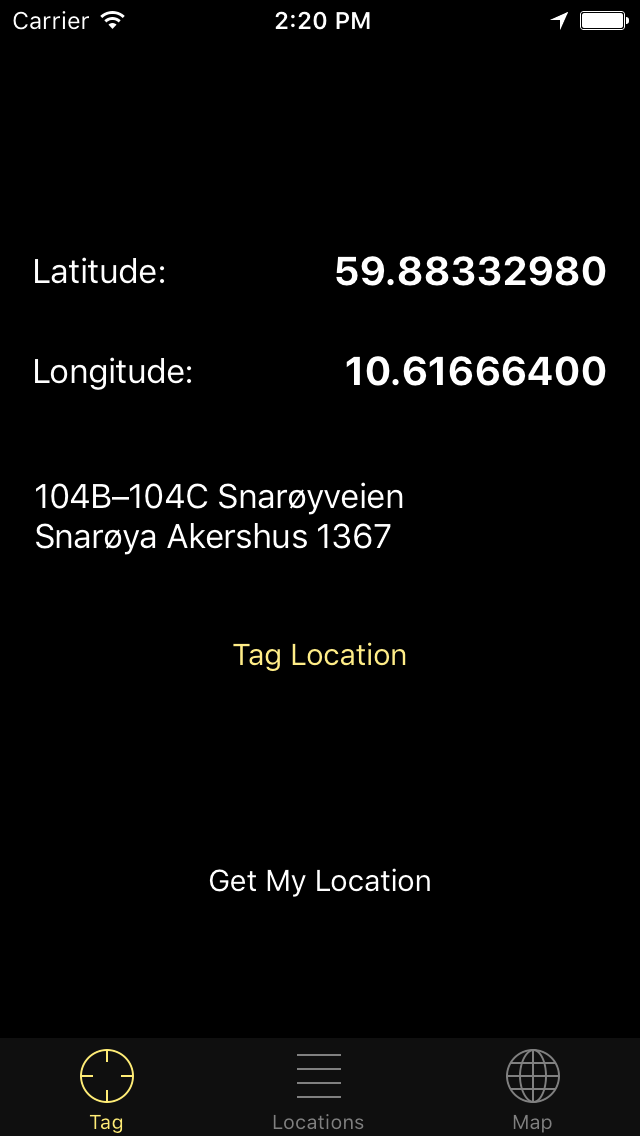 Carrier 2:20 PM
Latitude: 59.88332980
Longitude: 10.61666400
104B–104C Snarøyveien
Snarøya Akershus 1367
Tag Location
Get My Location
Tag Locations Map